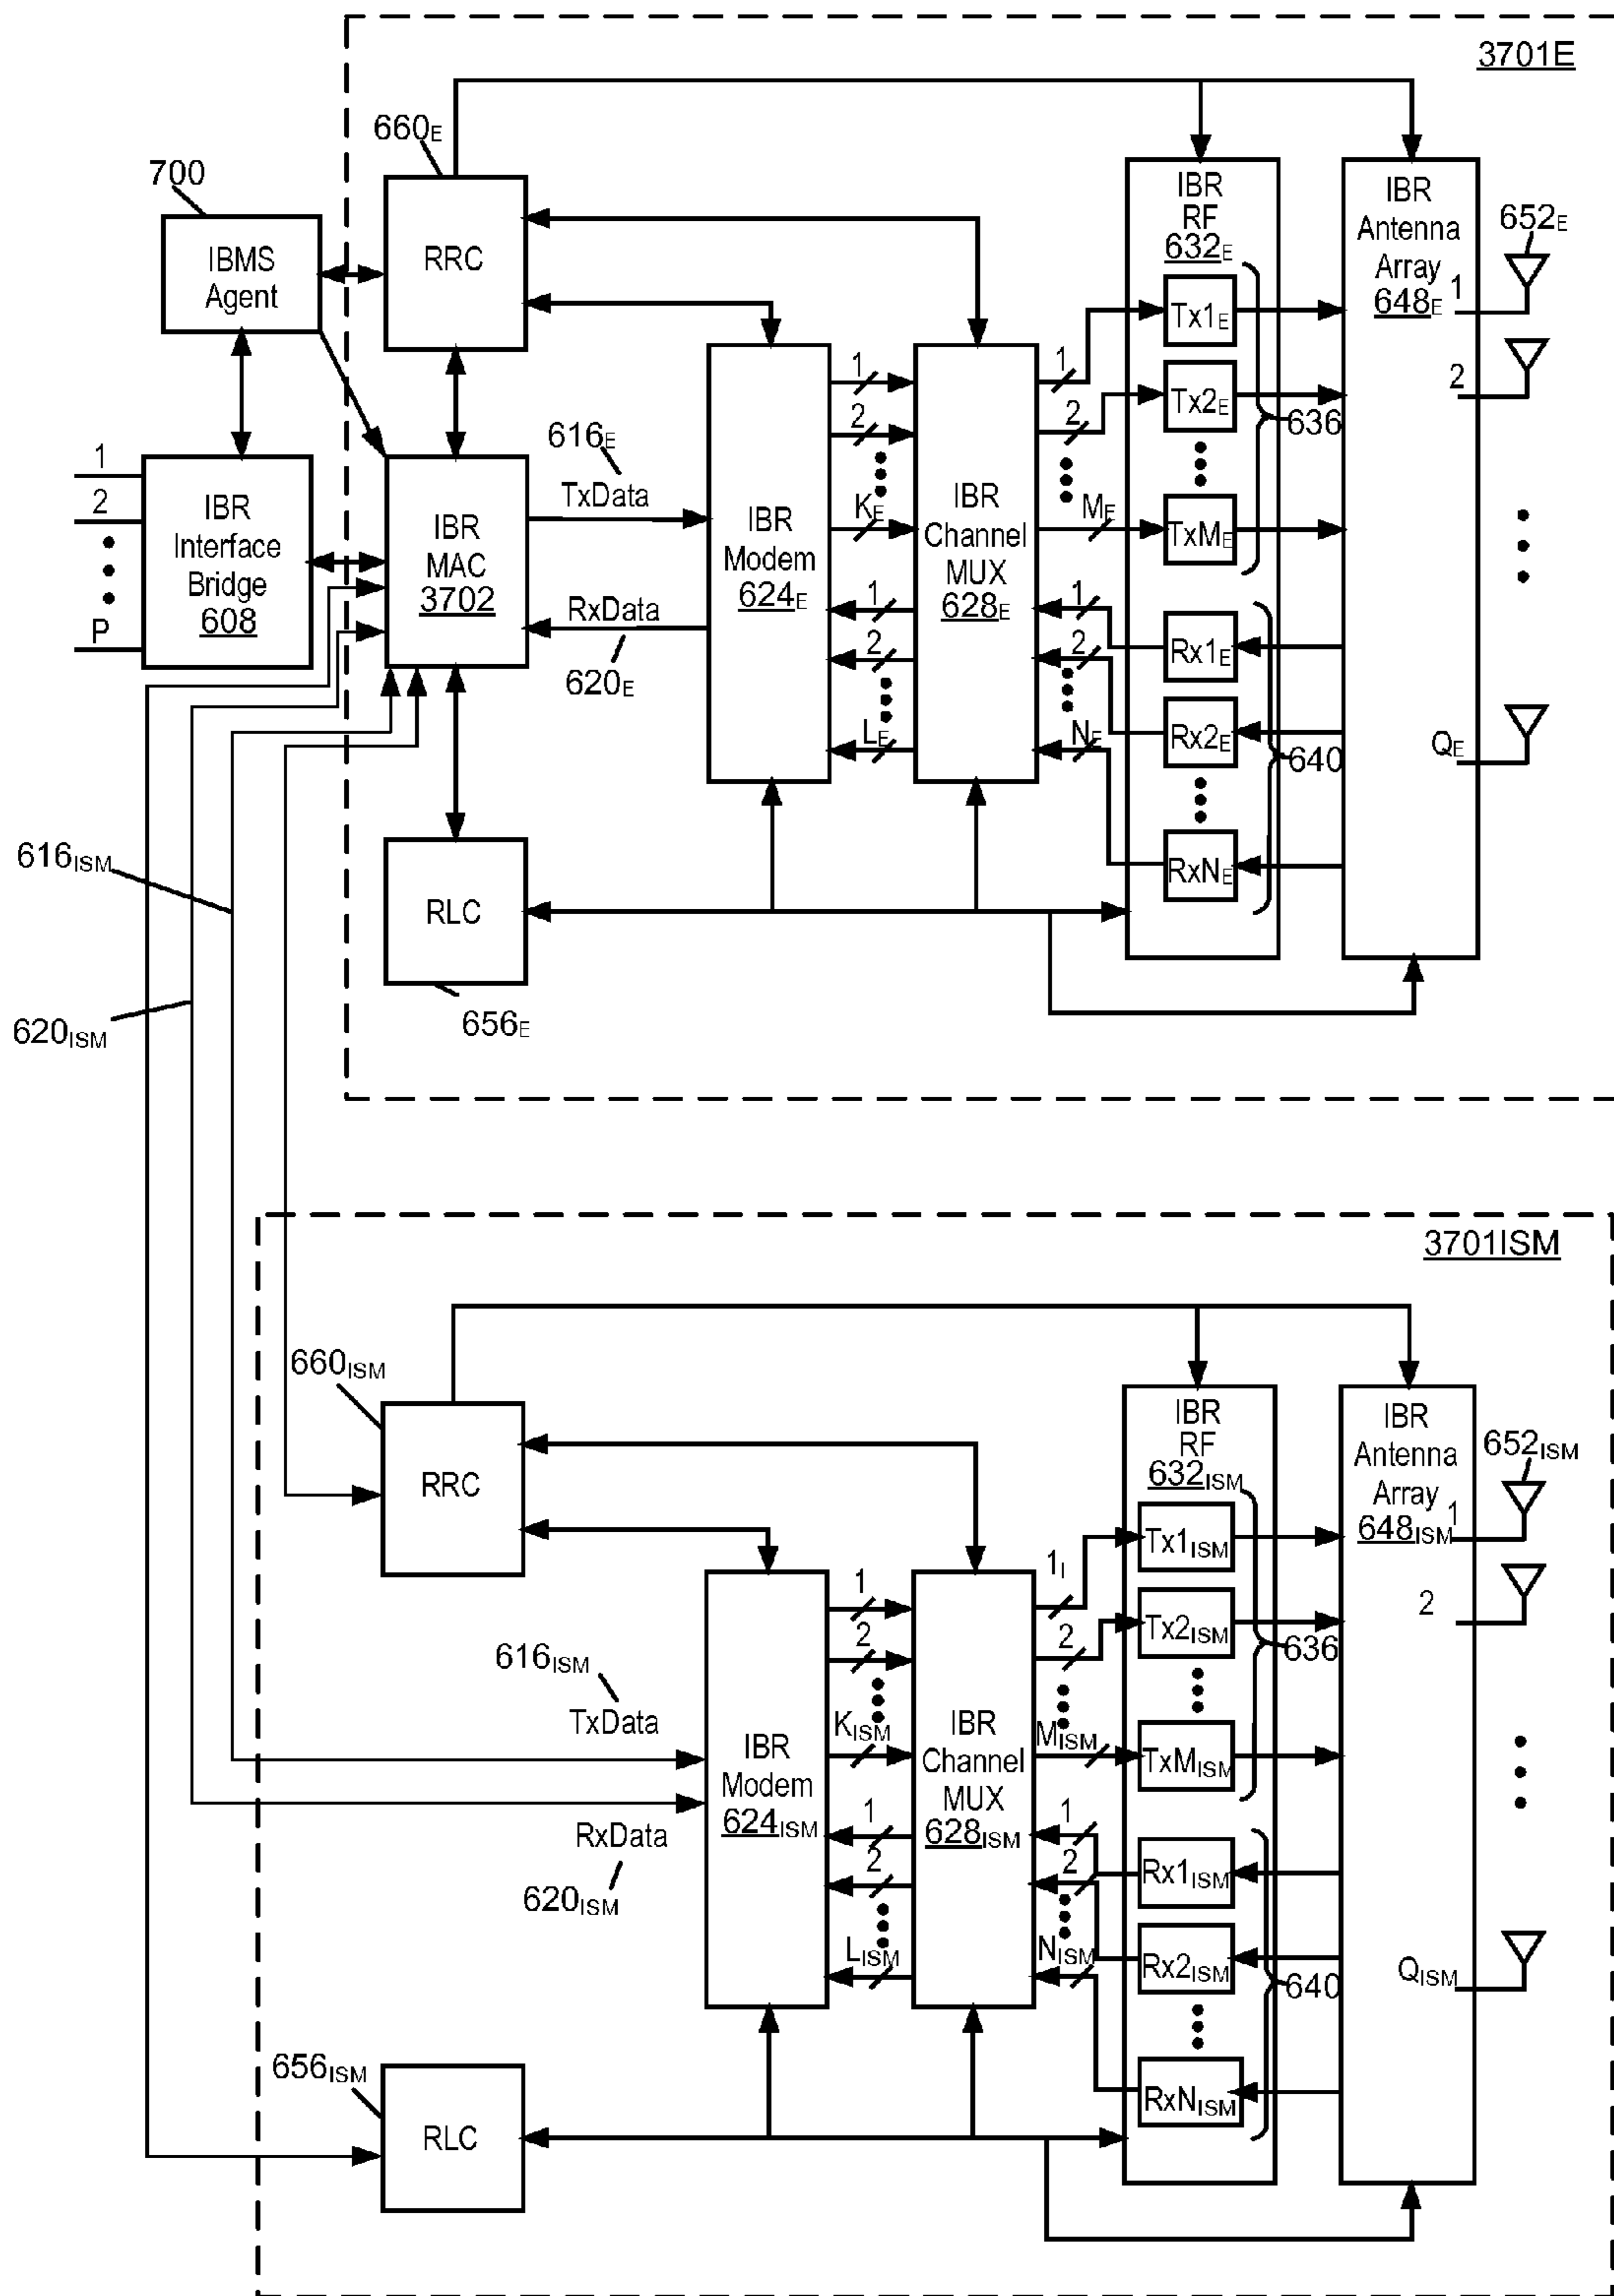 3701E
660E
700
IBMS
Agent
RRC
IBR
RF
632E
IBR
Antenna
Array
648E
652E
1
2
QE
Tx1E
Tx2E
TxME
636
Rx1E
Rx2E
RxNE
640
1
2
P
IBR
Interface
Bridge
608
IBR
MAC
3702
616E
TxData
RxData
620E
IBR
Modem
624E
1
2
KE
1
2
LE
IBR
Channel
MUX
628E
1
2
ME
1
2
NE
RLC
656E
616ISM
620ISM
3701ISM
660ISM
RRC
IBR
RF
632ISM
IBR
Antenna
Array
648ISM
652ISM
1
2
QISM
Tx1ISM
Tx2ISM
TxMISM
636
Rx1ISM
Rx2ISM
RxNISM
640
616ISM
TxData
RxData
620ISM
IBR
Modem
624ISM
1
2
KISM
1
2
LISM
IBR
Channel
MUX
628ISM
1I
2
MISM
1
2
NISM
656ISM
RLC